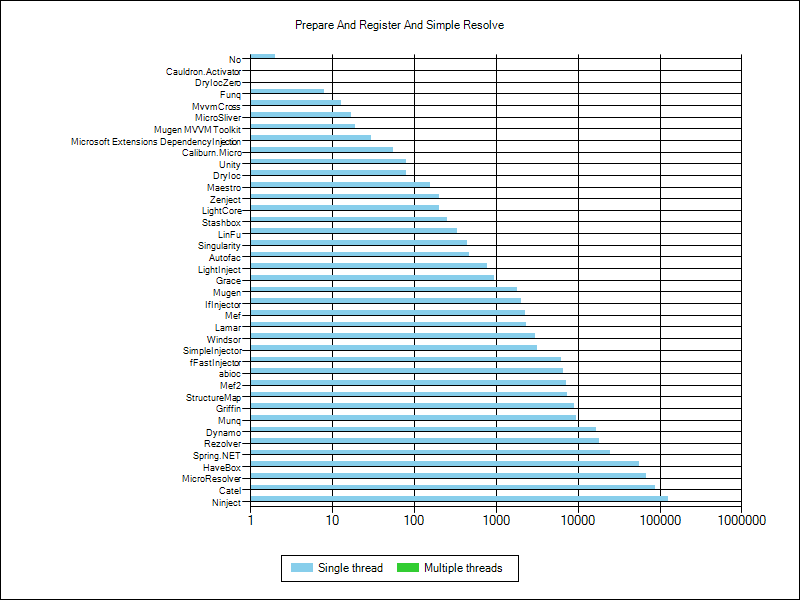 Prepare And Register And Simple Resolve
No
Cauldron.Activator
DryIocZero
Funq
MvvmCross
MicroSliver
Mugen MVVM Toolkit
Microsoft Extensions DependencyInjection
Caliburn.Micro
Unity
DryIoc
Maestro
Zenject
LightCore
Stashbox
LinFu
Singularity
Autofac
LightInject
Grace
Mugen
IfInjector
Mef
Lamar
Windsor
SimpleInjector
fFastInjector
abioc
Mef2
StructureMap
Griffin
Munq
Dynamo
Rezolver
Spring.NET
HaveBox
MicroResolver
Catel
Ninject
1 10 100 1000 10000 100000 1000000
Single thread Multiple threads